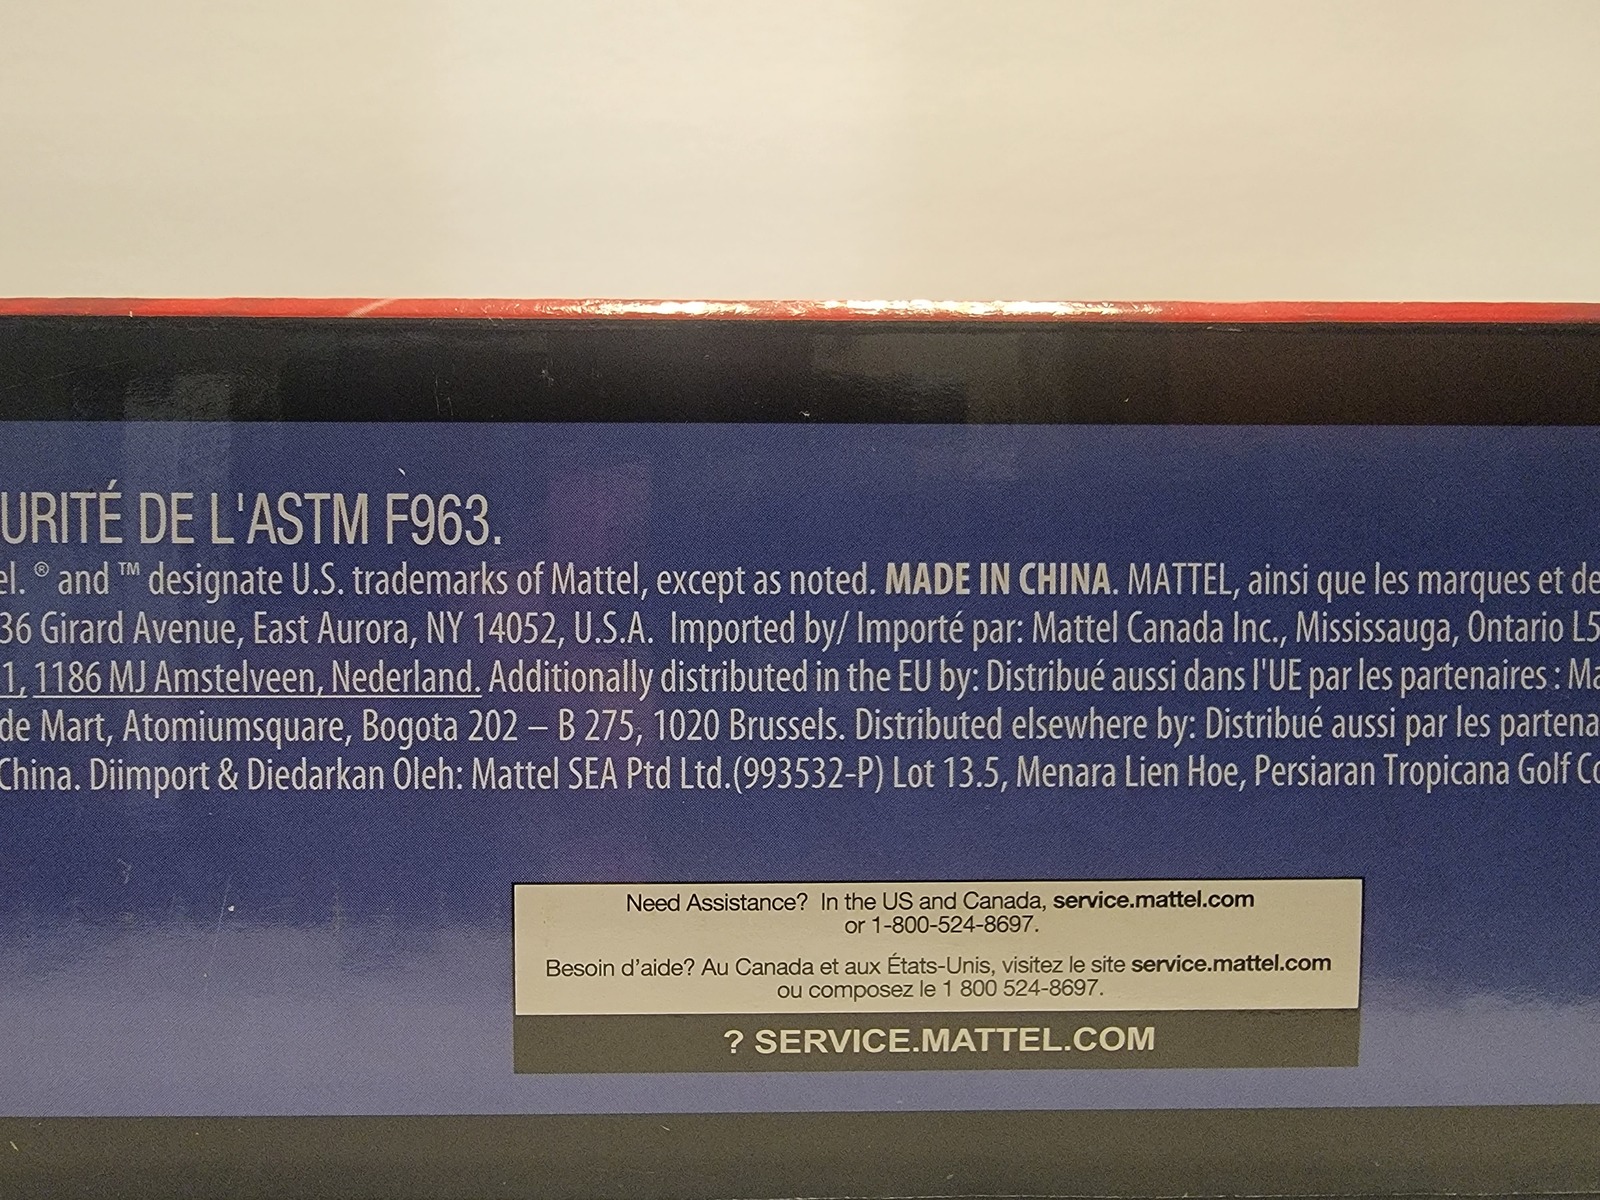 URITÉ DE L'ASTM F963.
el. ® and ™ designate U.S. trademarks of Mattel, except as noted. MADE IN CHINA. MATTEL, ainsi que les marques et de
36 Girard Avenue, East Aurora, NY 14052, U.S.A. Imported by/ Importé par: Mattel Canada Inc., Mississauga, Ontario L5
1, 1186 MJ Amstelveen, Nederland. Additionally distributed in the EU by: Distribué aussi dans l'UE par les partenaires : Ma
de Mart, Atomiumsquare, Bogota 202 – B 275, 1020 Brussels. Distributed elsewhere by: Distribué aussi par les partena
China. Diimport & Diedarkan Oleh: Mattel SEA Ptd Ltd.(993532-P) Lot 13.5, Menara Lien Hoe, Persiaran Tropicana Golf Co
Need Assistance? In the US and Canada, service.mattel.com
or 1-800-524-8697.
Besoin d'aide? Au Canada et aux États-Unis, visitez le site service.mattel.com
ou composez le 1 800 524-8697.
? SERVICE.MATTEL.COM